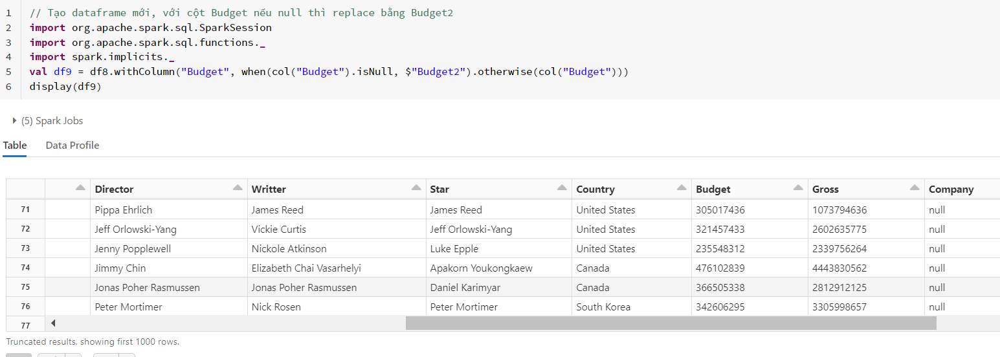 1 // Tạo dataframe mới, với cột Budget nếu null thì replace bằng Budget2
2 import org.apache.spark.sql.SparkSession
3 import org.apache.spark.sql.functions._
4 import spark.implicits._
5 val df9 = df8.withColumn("Budget", when(col("Budget").isNull, $"Budget2").otherwise(col("Budget")))
6 display(df9)
(5) Spark Jobs
Table Data Profile
Director Writter Star Country Budget Gross Company
71 Pippa Ehrlich James Reed James Reed United States 305017436 1073794636 null
72 Jeff Orlowski-Yang Vickie Curtis Jeff Orlowski-Yang United States 321457433 2602635775 null
73 Jenny Popplewell Nickole Atkinson Luke Epple United States 235548312 2339756264 null
74 Jimmy Chin Elizabeth Chai Vasarhelyi Apakorn Youkongkaew Canada 476102839 4443830562 null
75 Jonas Poher Rasmussen Jonas Poher Rasmussen Daniel Karimyar Canada 366505338 2812912125 null
76 Peter Mortimer Nick Rosen Peter Mortimer South Korea 342606295 3305998657 null
77
Truncated results, showing first 1000 rows.